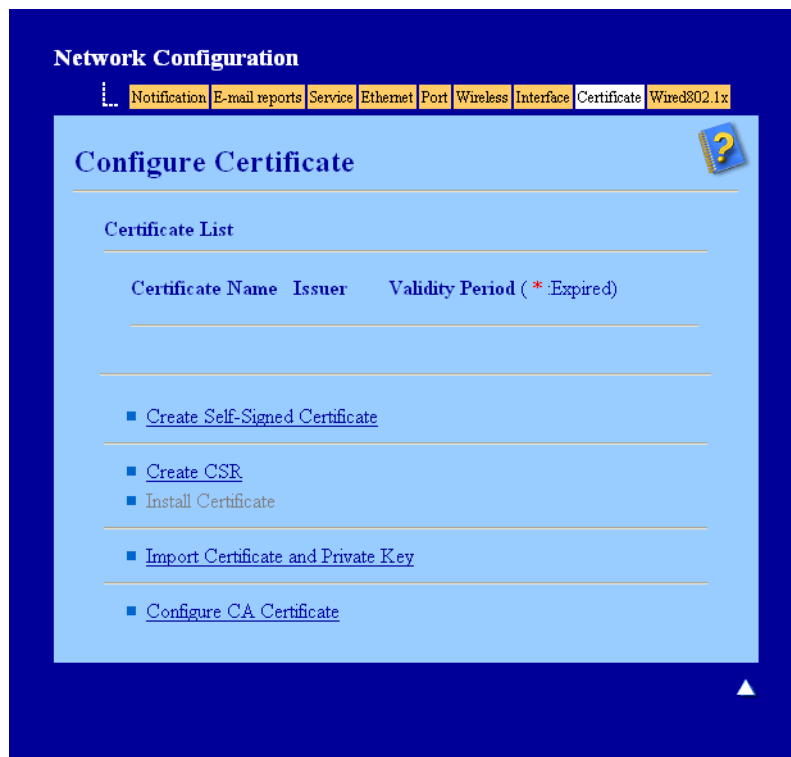 Network Configuration
Notification E-mail reports Service Ethernet Port Wireless Interface Certificate Wired802.1x
Configure Certificate
?
Certificate List
Certificate Name Issuer Validity Period ( * :Expired)
Create Self-Signed Certificate
Create CSR
Install Certificate
Import Certificate and Private Key
Configure CA Certificate